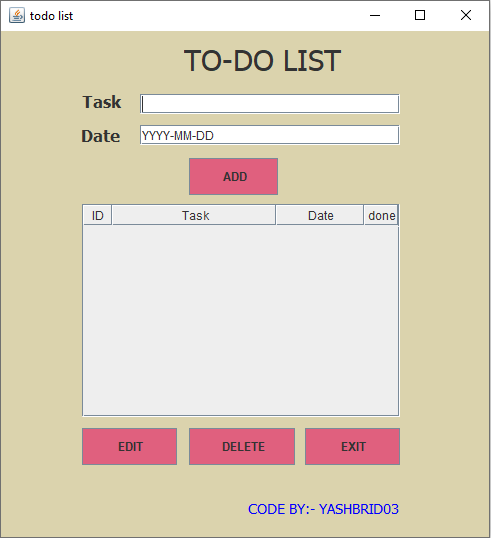 todo list
TO-DO LIST
Task
Date YYYY-MM-DD
ADD
ID Task Date done
EDIT DELETE EXIT
CODE BY:- YASHBRID03